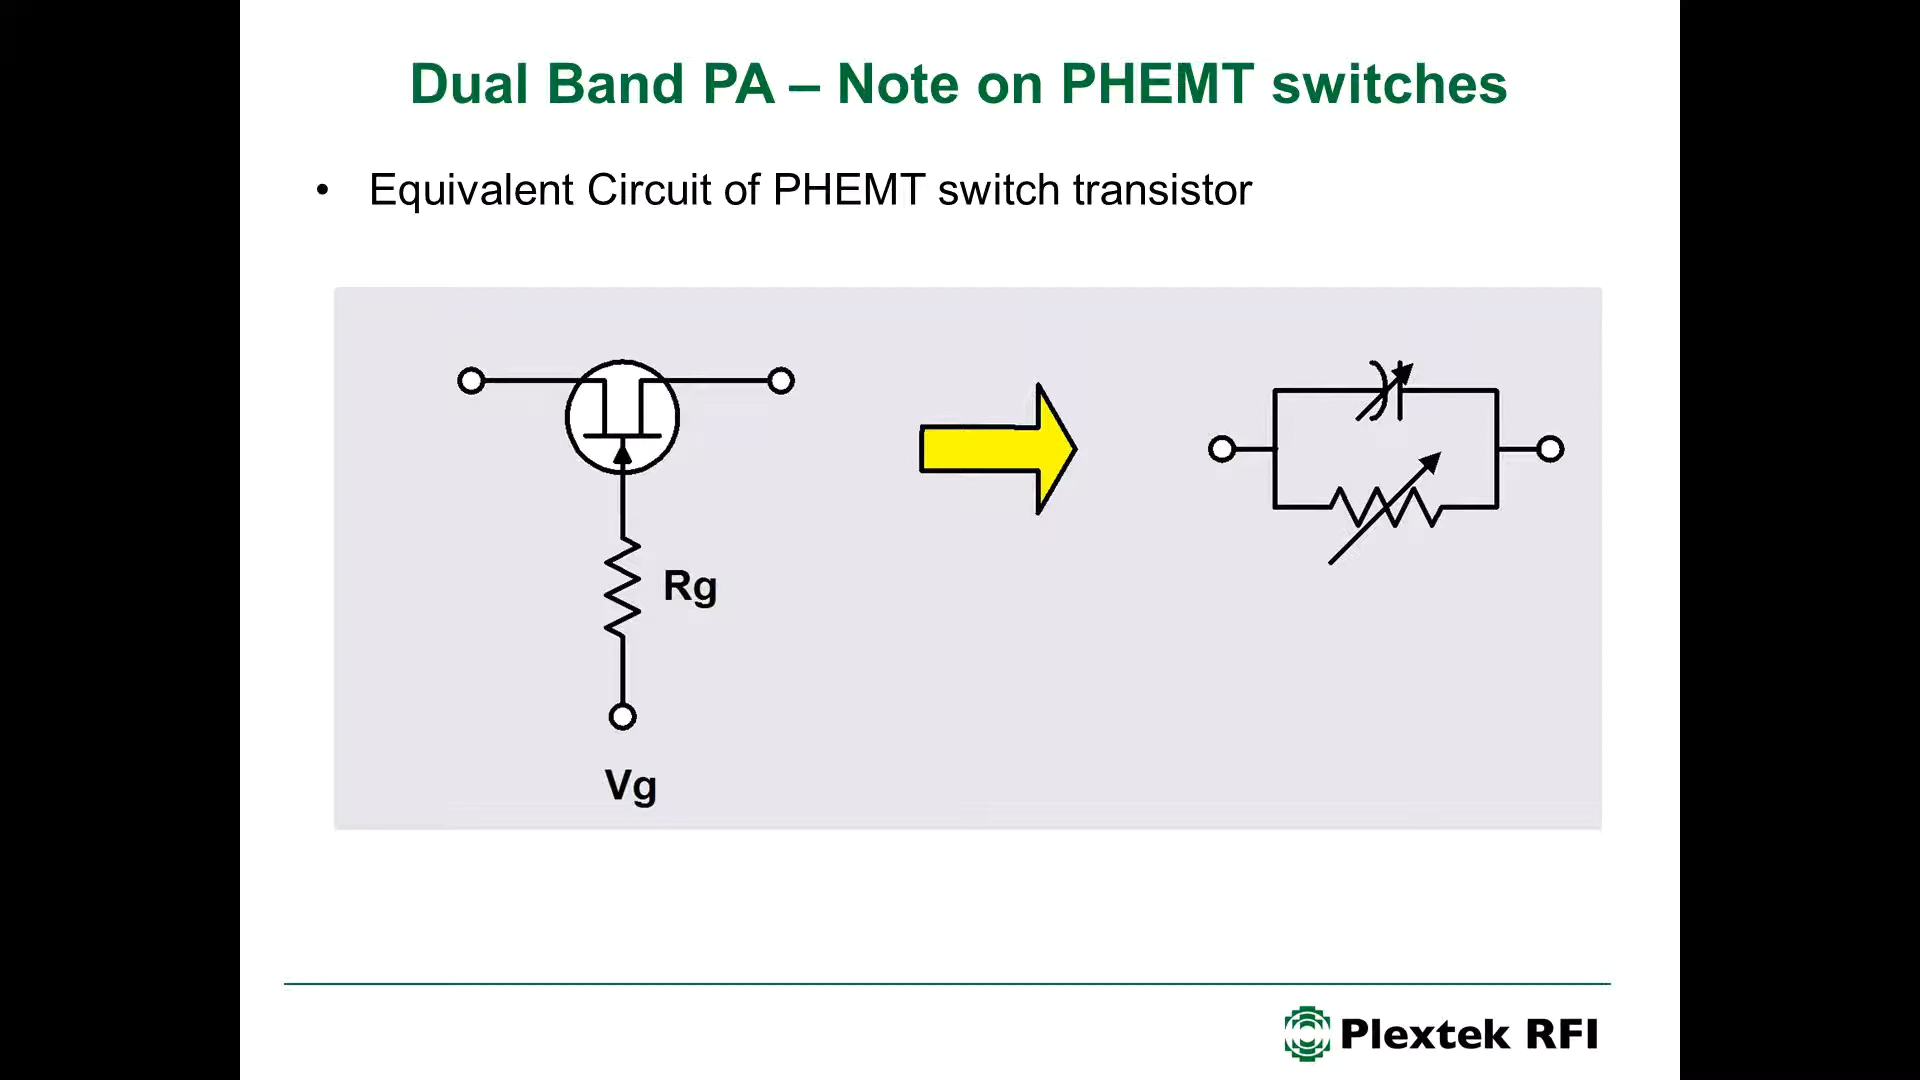 Dual Band PA – Note on PHEMT switches
• Equivalent Circuit of PHEMT switch transistor
Rg
Vg
Plextek RFI